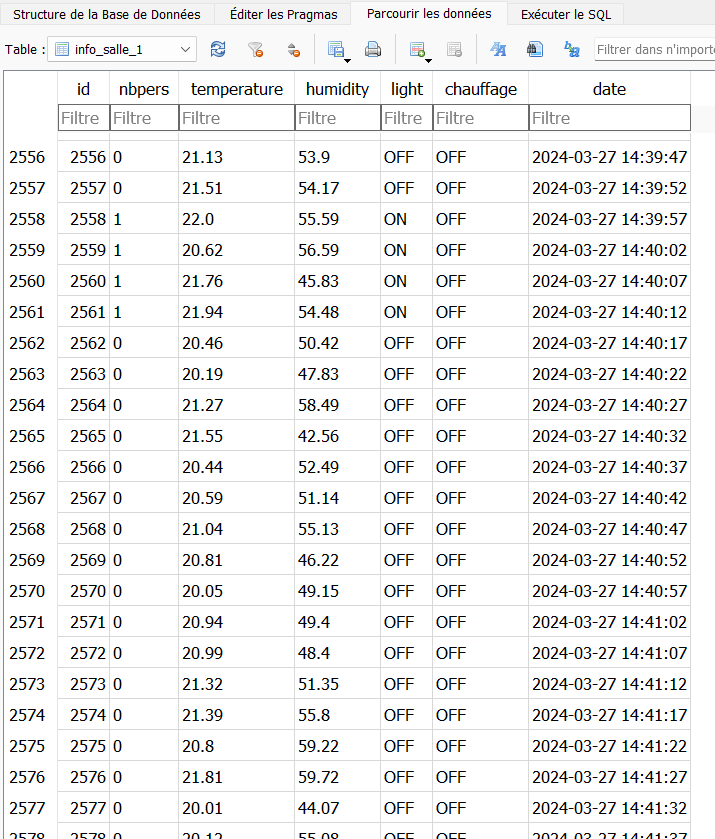 Structure de la Base de Données Éditer les Pragmas Parcourir les données Exécuter le SQL
Table : info_salle_1 Filtrer dans n'importe
id nbpers temperature humidity light chauffage date
Filtre Filtre Filtre Filtre Filtre Filtre Filtre
2556 2556 0 21.13 53.9 OFF OFF 2024-03-27 14:39:47
2557 2557 0 21.51 54.17 OFF OFF 2024-03-27 14:39:52
2558 2558 1 22.0 55.59 ON OFF 2024-03-27 14:39:57
2559 2559 1 20.62 56.59 ON OFF 2024-03-27 14:40:02
2560 2560 1 21.76 45.83 ON OFF 2024-03-27 14:40:07
2561 2561 1 21.94 54.48 ON OFF 2024-03-27 14:40:12
2562 2562 0 20.46 50.42 OFF OFF 2024-03-27 14:40:17
2563 2563 0 20.19 47.83 OFF OFF 2024-03-27 14:40:22
2564 2564 0 21.27 58.49 OFF OFF 2024-03-27 14:40:27
2565 2565 0 21.55 42.56 OFF OFF 2024-03-27 14:40:32
2566 2566 0 20.44 52.49 OFF OFF 2024-03-27 14:40:37
2567 2567 0 20.59 51.14 OFF OFF 2024-03-27 14:40:42
2568 2568 0 21.04 55.13 OFF OFF 2024-03-27 14:40:47
2569 2569 0 20.81 46.22 OFF OFF 2024-03-27 14:40:52
2570 2570 0 20.05 49.15 OFF OFF 2024-03-27 14:40:57
2571 2571 0 20.94 49.4 OFF OFF 2024-03-27 14:41:02
2572 2572 0 20.99 48.4 OFF OFF 2024-03-27 14:41:07
2573 2573 0 21.32 51.35 OFF OFF 2024-03-27 14:41:12
2574 2574 0 21.39 55.8 OFF OFF 2024-03-27 14:41:17
2575 2575 0 20.8 59.22 OFF OFF 2024-03-27 14:41:22
2576 2576 0 21.81 59.72 OFF OFF 2024-03-27 14:41:27
2577 2577 0 20.01 44.07 OFF OFF 2024-03-27 14:41:32
2578 2578 0 20.12 55.08 OFF OFF 2024-03-27 14:41:37